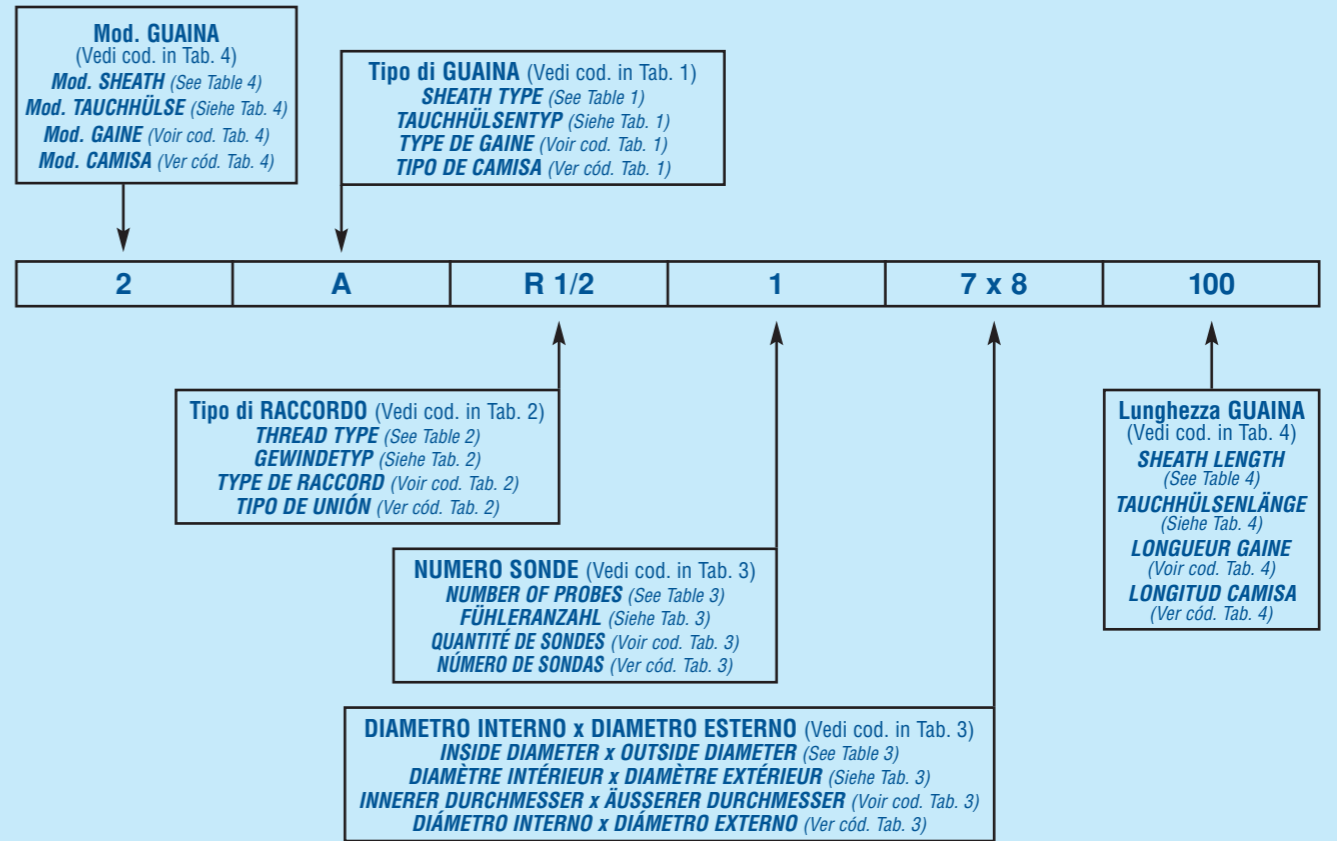 Mod. GUAINA
(Vedi cod. in Tab. 4)
Mod. SHEATH (See Table 4)
Mod. TAUCHHÜLSE (Siehe Tab. 4)
Mod. GAINE (Voir cod. Tab. 4)
Mod. CAMISA (Ver cód. Tab. 4)
Tipo di GUAINA (Vedi cod. in Tab. 1)
SHEATH TYPE (See Table 1)
TAUCHHÜLSENTYP (Siehe Tab. 1)
TYPE DE GAINE (Voir cod. Tab. 1)
TIPO DE CAMISA (Ver cód. Tab. 1)
2 A R 1/2 1 7 x 8 100
Tipo di RACCORDO (Vedi cod. in Tab. 2)
THREAD TYPE (See Table 2)
GEWINDETYP (Siehe Tab. 2)
TYPE DE RACCORD (Voir cod. Tab. 2)
TIPO DE UNIÓN (Ver cód. Tab. 2)
Lunghezza GUAINA
(Vedi cod. in Tab. 4)
SHEATH LENGTH
(See Table 4)
TAUCHHÜLSENLÄNGE
(Siehe Tab. 4)
LONGUEUR GAINE
(Voir cod. Tab. 4)
LONGITUD CAMISA
(Ver cód. Tab. 4)
NUMERO SONDE (Vedi cod. in Tab. 3)
NUMBER OF PROBES (See Table 3)
FÜHLERANZAHL (Siehe Tab. 3)
QUANTITÉ DE SONDES (Voir cod. Tab. 3)
NÚMERO DE SONDAS (Ver cód. Tab. 3)
DIAMETRO INTERNO x DIAMETRO ESTERNO (Vedi cod. in Tab. 3)
INSIDE DIAMETER x OUTSIDE DIAMETER (See Table 3)
DIAMÈTRE INTÉRIEUR x DIAMÈTRE EXTÉRIEUR (Siehe Tab. 3)
INNERER DURCHMESSER x ÄUSSERER DURCHMESSER (Voir cod. Tab. 3)
DIÁMETRO INTERNO x DIÁMETRO EXTERNO (Ver cód. Tab. 3)